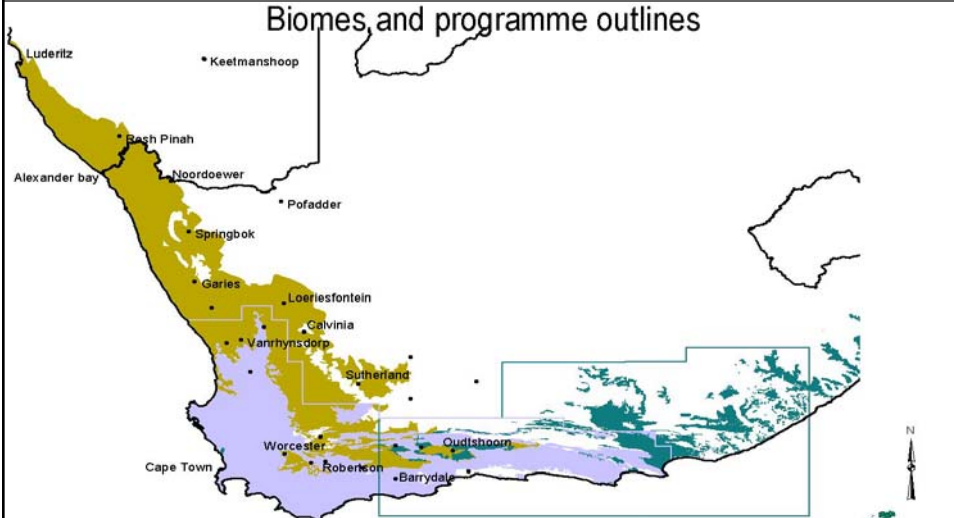 Biomes and programme outlines
Luderitz
Keetmanshoop
Rosh Pinah
Alexander bay
Noordoewer
Pofadder
Springbok
Garies
Loeriesfontein
Calvinia
Vanrhynsdorp
Sutherland
Worcester
Oudtshoorn
Cape Town
Robertson
Barrydale
N